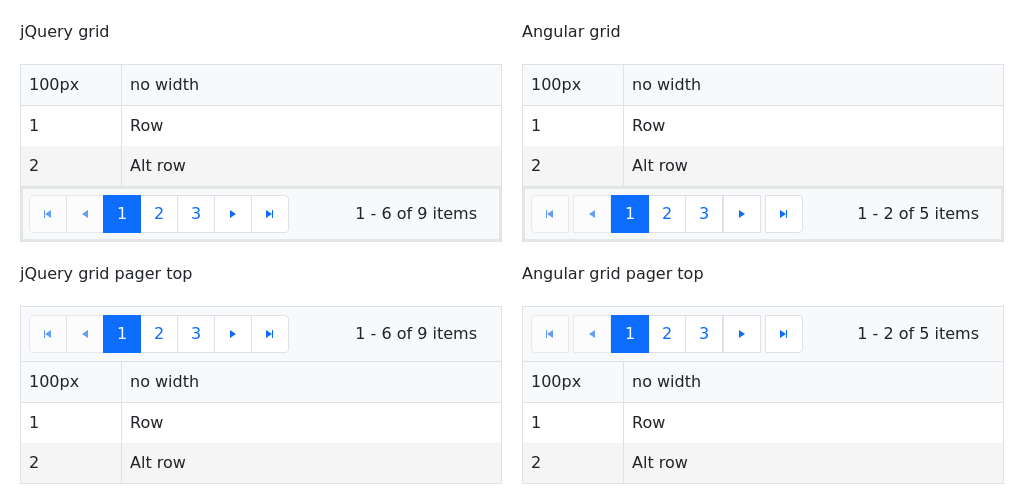 jQuery grid
100px no width
1 Row
2 Alt row
1 2 3 1 - 6 of 9 items
Angular grid
100px no width
1 Row
2 Alt row
1 2 3 1 - 2 of 5 items
jQuery grid pager top
1 2 3 1 - 6 of 9 items
100px no width
1 Row
2 Alt row
Angular grid pager top
1 2 3 1 - 2 of 5 items
100px no width
1 Row
2 Alt row